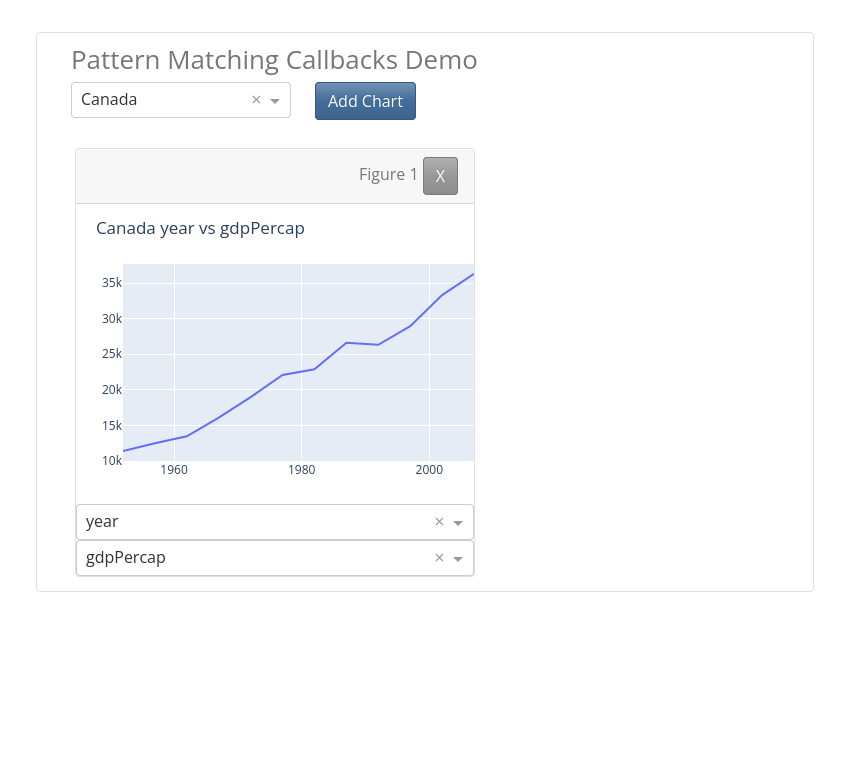 Pattern Matching Callbacks Demo
Canada × Add Chart
Figure 1 X
Canada year vs gdpPercap
35k
30k
25k
20k
15k
10k
1960 1980 2000
year ×
gdpPercap ×